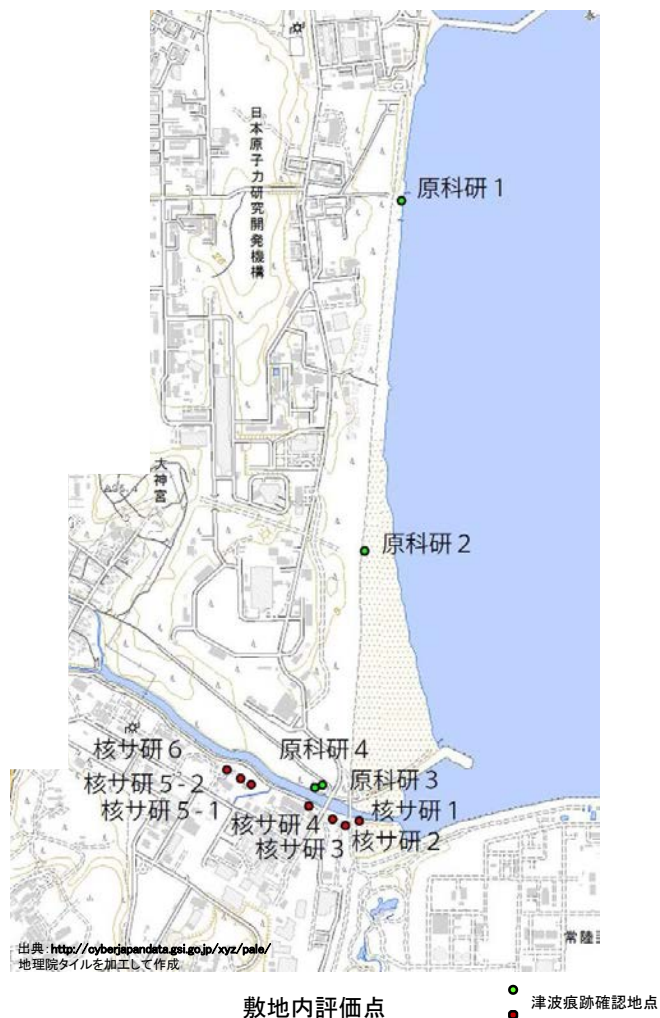 日本原子力研究開発機構
原科研1
大神宮
原科研2
核サ研6
原科研4
核サ研5-2
原科研3
核サ研5-1
核サ研4
核サ研1
核サ研3
核サ研2
常陸
出典:http://cyberjapandata.gsi.go.jp/xyz/pale/
地理院タイルを加工して作成
敷地内評価点
津波痕跡確認地点